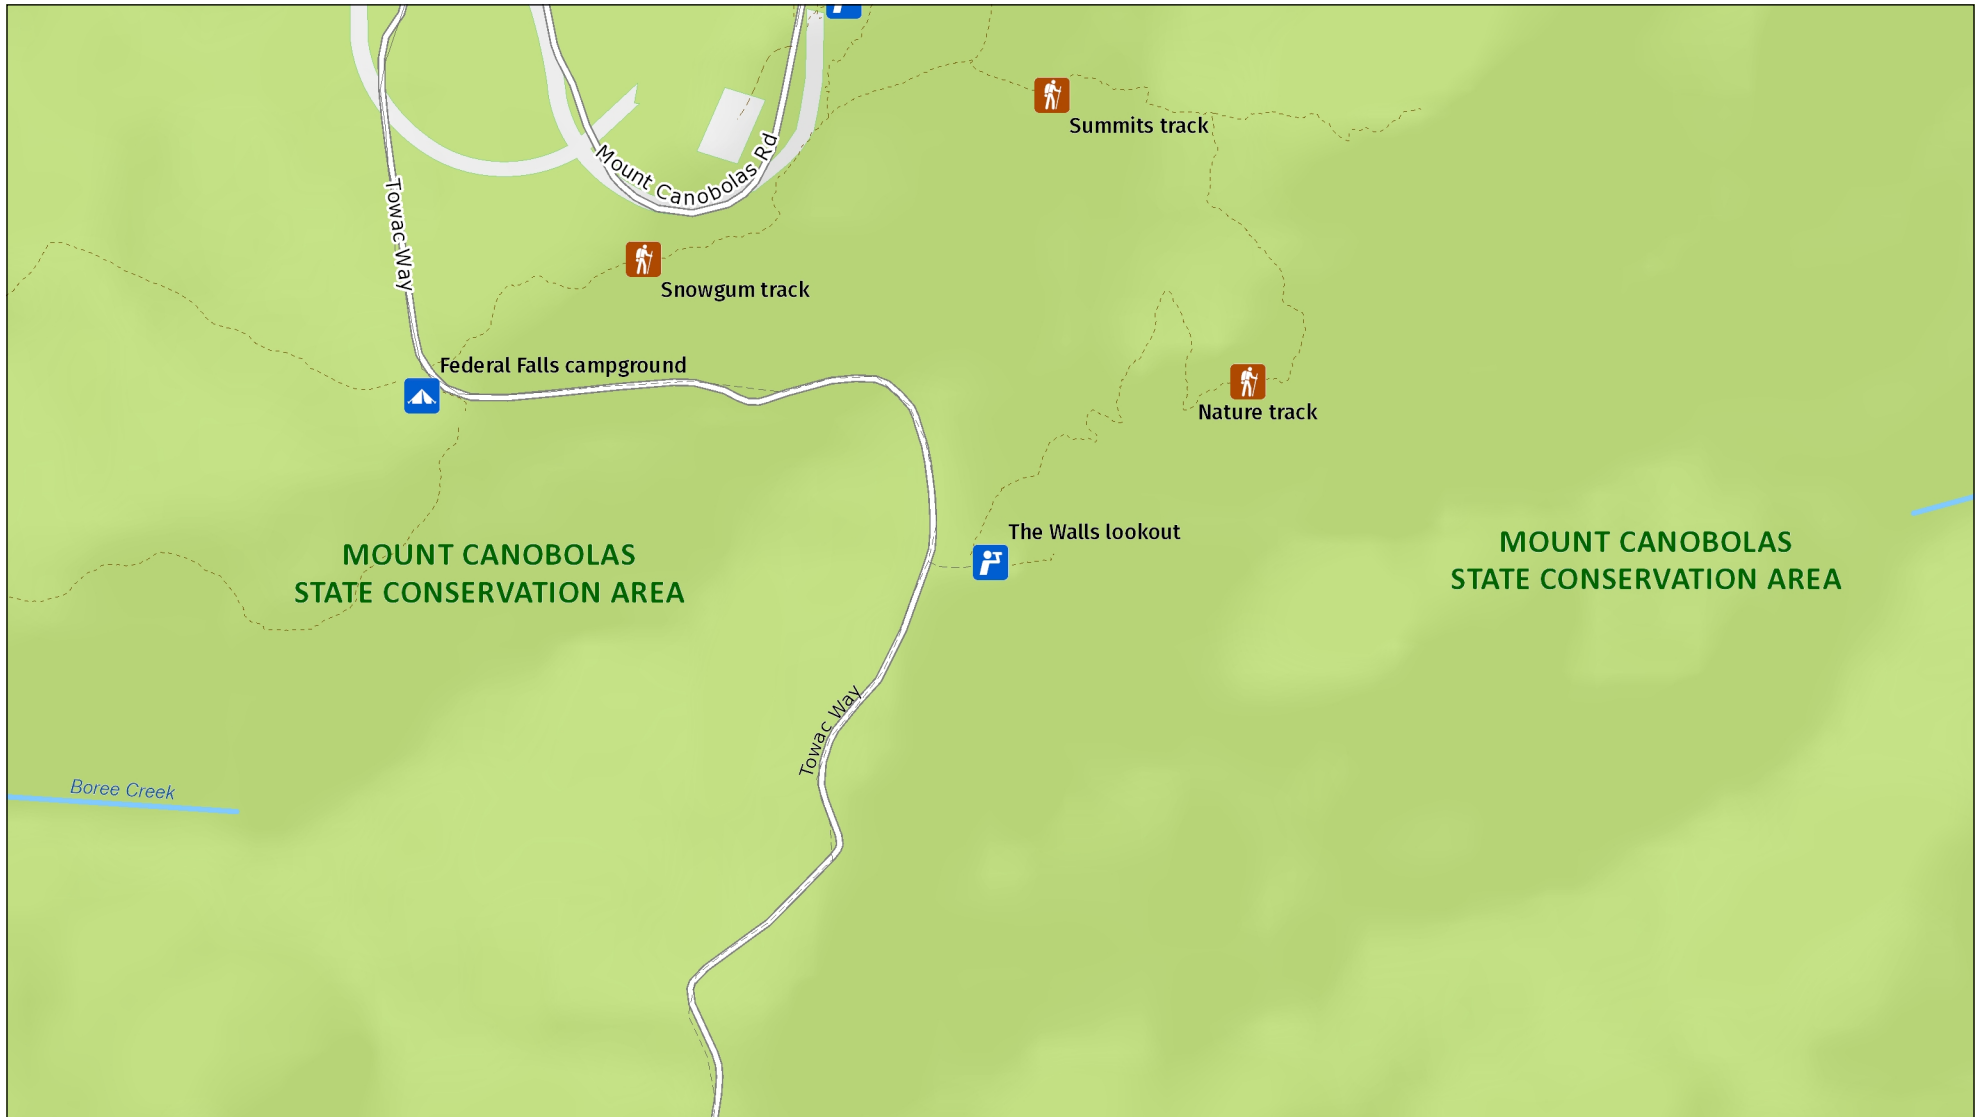 Summits track
Mount Canobolas Rd
Towac Way
Snowgum track
Federal Falls campground
Nature track
The Walls lookout
MOUNT CANOBOLAS
STATE CONSERVATION AREA
MOUNT CANOBOLAS
STATE CONSERVATION AREA
Towac Way
Boree Creek